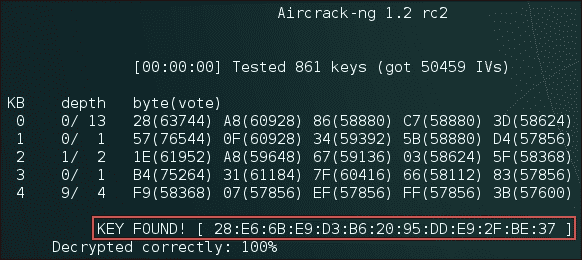 Aircrack-ng 1.2 rc2
[00:00:00] Tested 861 keys (got 50459 IVs)
KB depth byte(vote)
0 0/ 13 28(63744) A8(60928) 86(58880) C7(58880) 3D(58624)
1 0/ 1 57(76544) 0F(60928) 34(59392) 5B(58880) D4(57856)
2 1/ 2 1E(61952) A8(59648) 67(59136) 03(58624) 5F(58368)
3 0/ 1 B4(75264) 31(61184) 7F(60416) 66(58112) 83(57856)
4 9/ 4 F9(58368) 07(57856) EF(57856) FF(57856) 3B(57600)
KEY FOUND! [ 28:E6:6B:E9:D3:B6:20:95:DD:E9:2F:BE:37 ]
Decrypted correctly: 100%